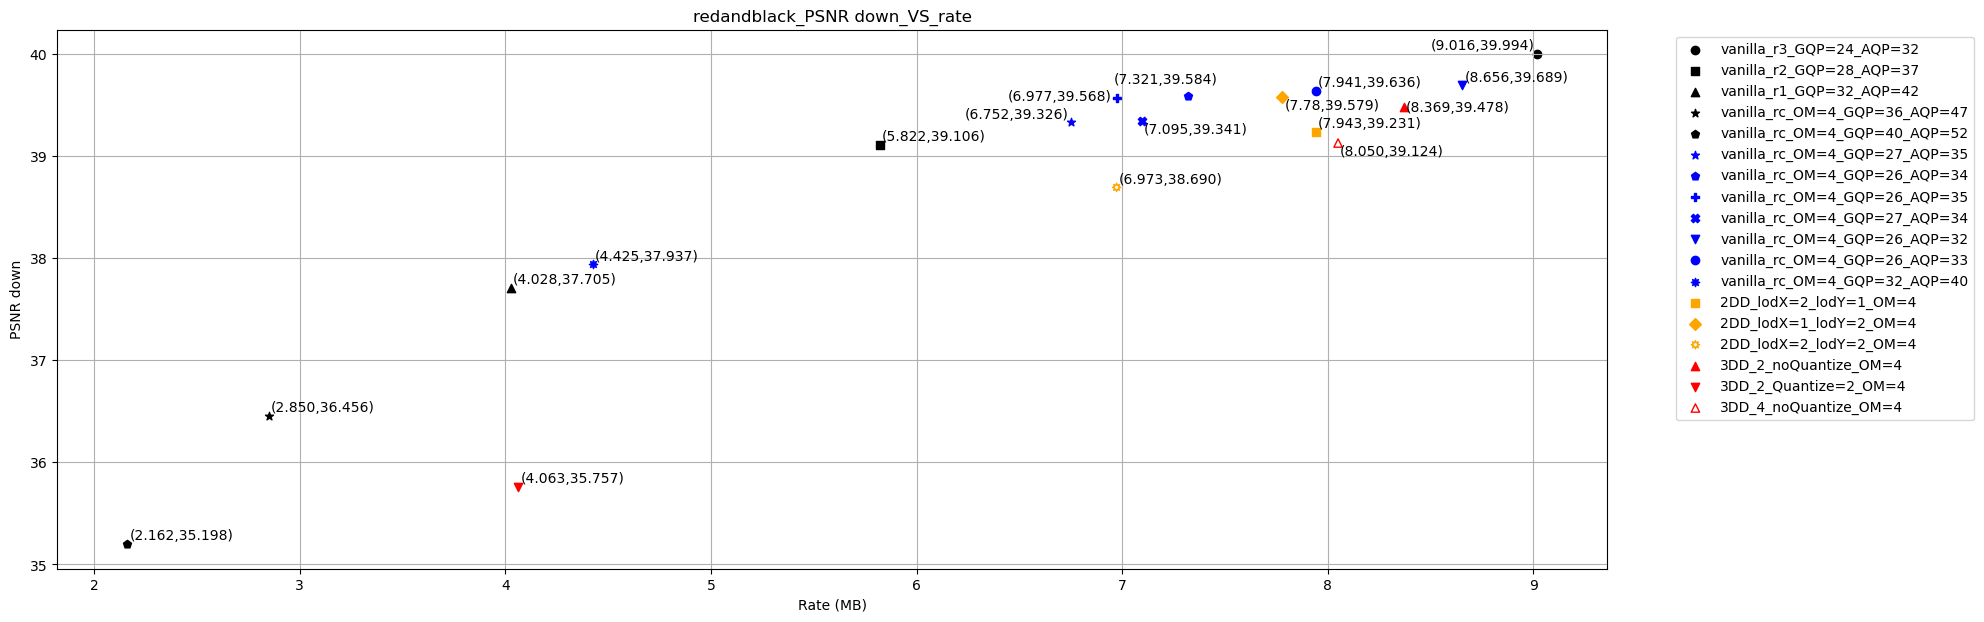 redandblack_PSNR down_VS_rate
PSNR down
40
39
38
37
36
35
(9.016,39.994)
(7.321,39.584)
(7.941,39.636)
(8.656,39.689)
(6.977,39.568)
(7.78,39.579)
(8.369,39.478)
(6.752,39.326)
(7.095,39.341)
(7.943,39.231)
(5.822,39.106)
(8.050,39.124)
(6.973,38.690)
(4.425,37.937)
(4.028,37.705)
(2.850,36.456)
(4.063,35.757)
(2.162,35.198)
2 3 4 5 6 7 8 9
Rate (MB)
vanilla_r3_GQP=24_AQP=32
vanilla_r2_GQP=28_AQP=37
vanilla_r1_GQP=32_AQP=42
vanilla_rc_OM=4_GQP=36_AQP=47
vanilla_rc_OM=4_GQP=40_AQP=52
vanilla_rc_OM=4_GQP=27_AQP=35
vanilla_rc_OM=4_GQP=26_AQP=34
vanilla_rc_OM=4_GQP=26_AQP=35
vanilla_rc_OM=4_GQP=27_AQP=34
vanilla_rc_OM=4_GQP=26_AQP=32
vanilla_rc_OM=4_GQP=26_AQP=33
vanilla_rc_OM=4_GQP=32_AQP=40
2DD_lodX=2_lodY=1_OM=4
2DD_lodX=1_lodY=2_OM=4
2DD_lodX=2_lodY=2_OM=4
3DD_2_noQuantize_OM=4
3DD_2_Quantize=2_OM=4
3DD_4_noQuantize_OM=4